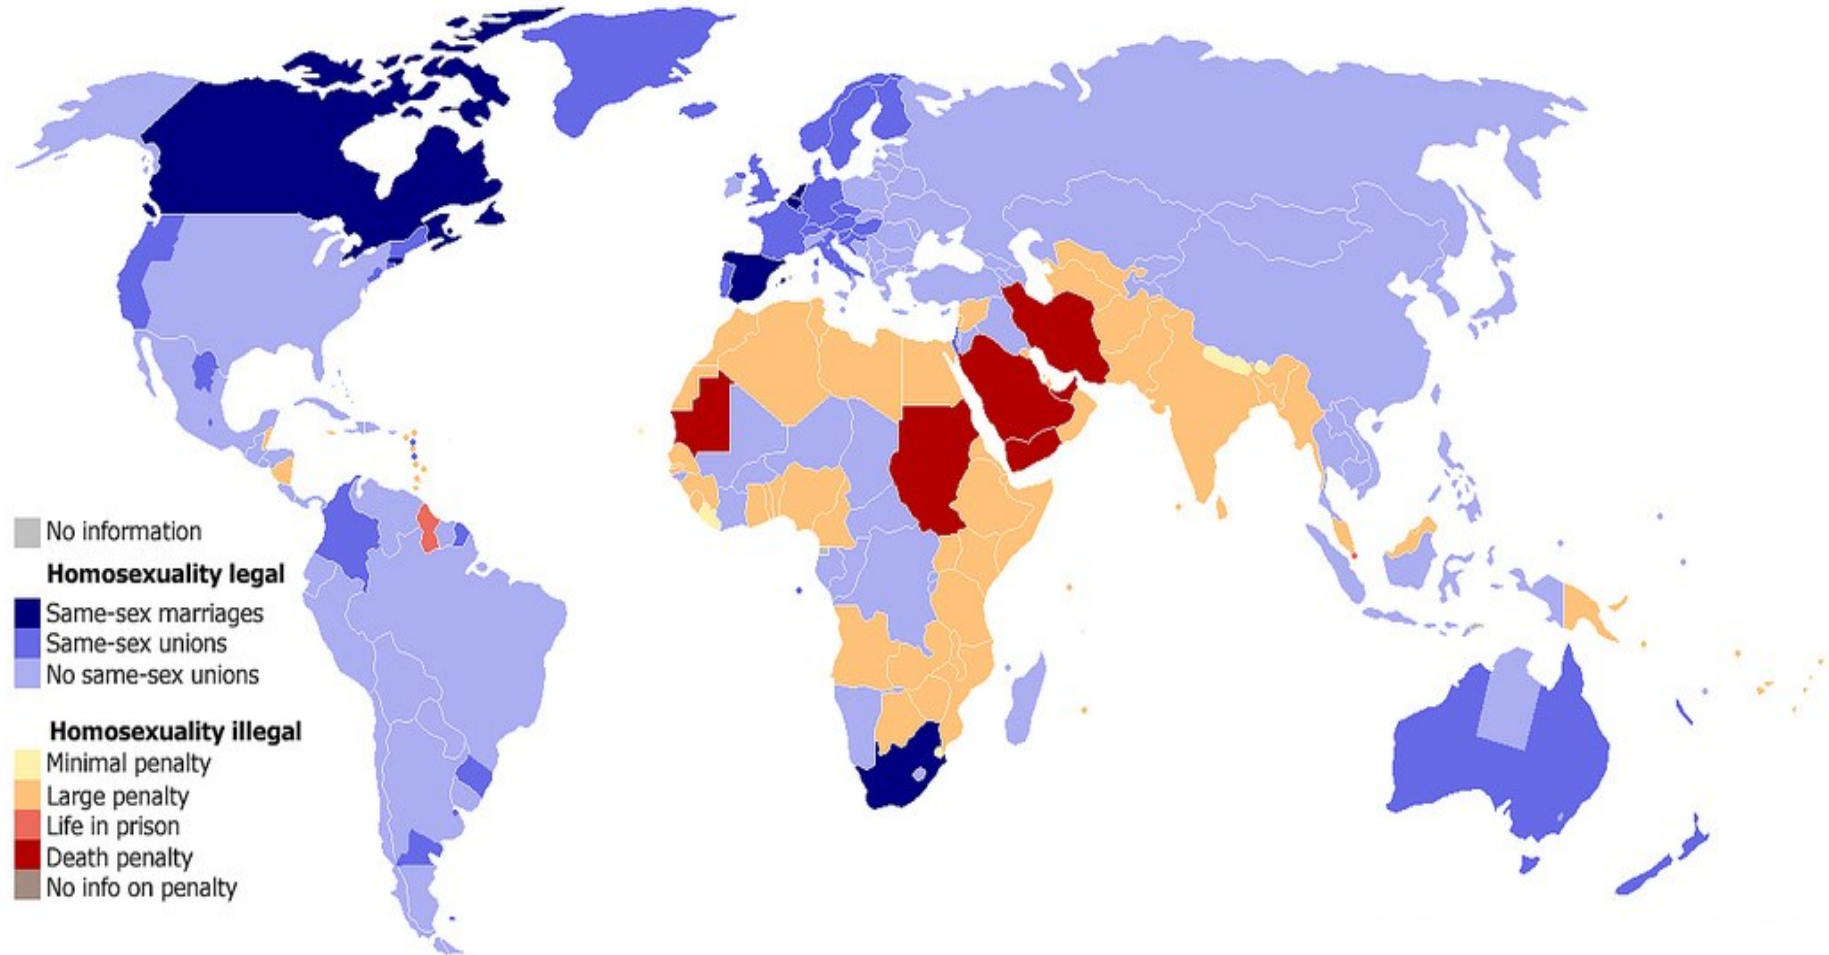 No information
Homosexuality legal
Same-sex marriages
Same-sex unions
No same-sex unions
Homosexuality illegal
Minimal penalty
Large penalty
Life in prison
Death penalty
No info on penalty